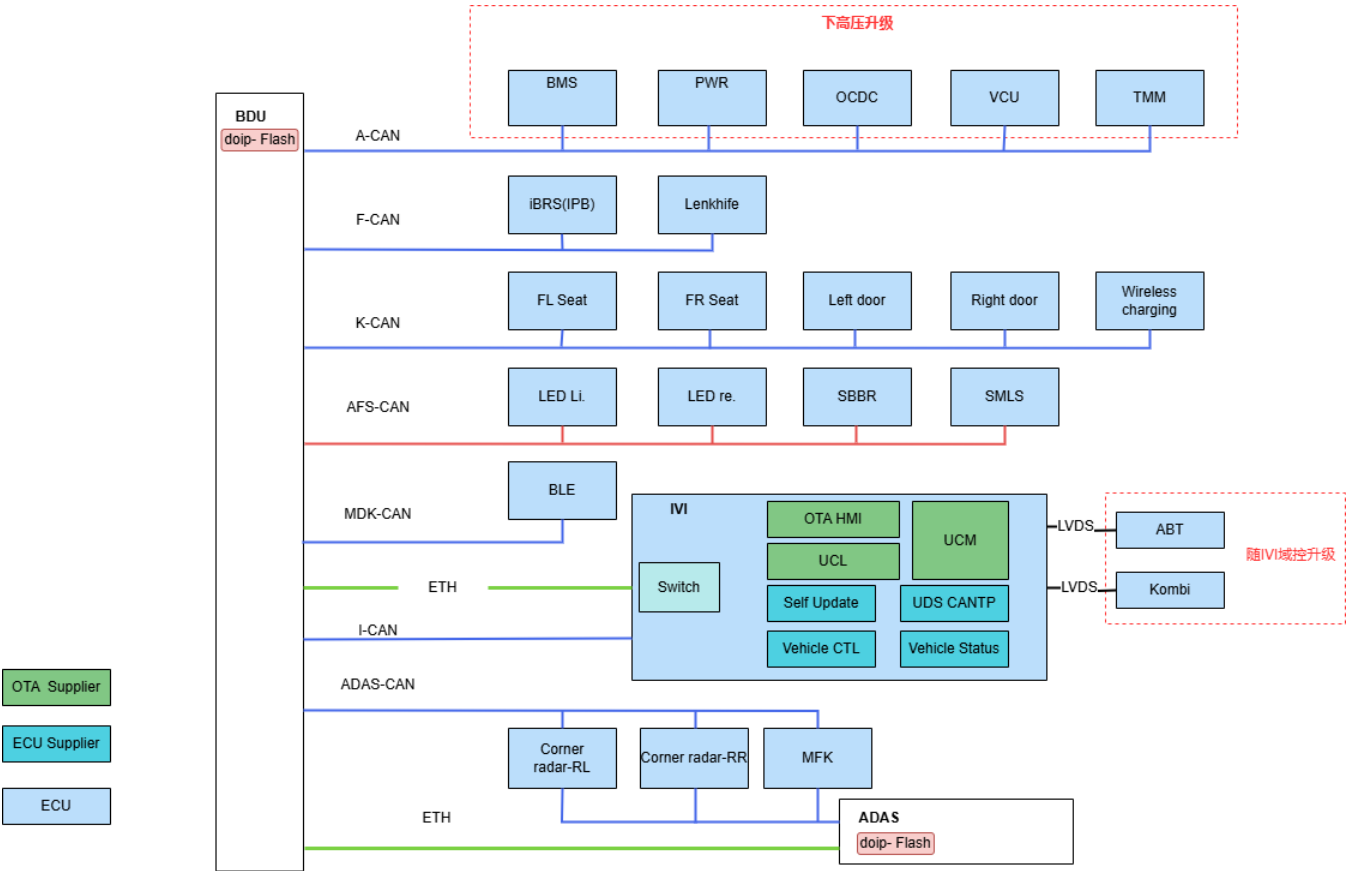 下高压升级
BMS
PWR
OCDC
VCU
TMM
BDU
doip- Flash
A-CAN
iBRS(IPB)
Lenkhife
F-CAN
FL Seat
FR Seat
Left door
Right door
Wireless
charging
K-CAN
LED Li.
LED re.
SBBR
SMLS
AFS-CAN
BLE
MDK-CAN
IVI
OTA HMI
UCM
UCL
Switch
Self Update
UDS CANTP
Vehicle CTL
Vehicle Status
LVDS
ABT
随IVI域控升级
LVDS
Kombi
ETH
I-CAN
ADAS-CAN
OTA  Supplier
ECU Supplier
ECU
Corner
radar-RL
Corner radar-RR
MFK
ETH
ADAS
doip- Flash